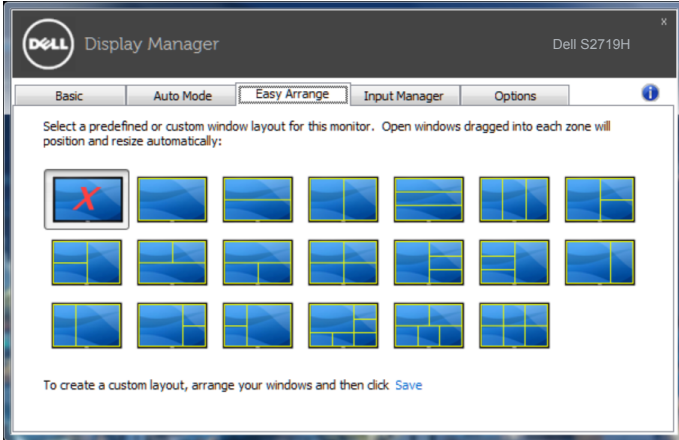 x
DELL
Display Manager
Dell S2719H
Basic
Auto Mode
Easy Arrange
Input Manager
Options
i
Select a predefined or custom window layout for this monitor. Open windows dragged into each zone will
position and resize automatically:
X
To create a custom layout, arrange your windows and then click Save